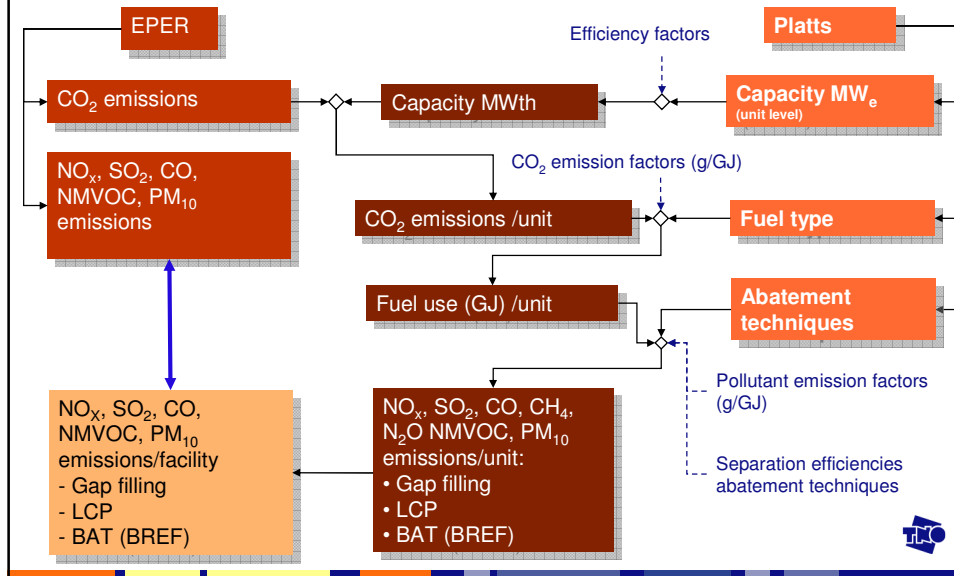 EPER
Efficiency factors
Platts
CO₂ emissions
Capacity MWth
Capacity MWₑ
(unit level)
NOₓ, SO₂, CO,
NMVOC, PM₁₀
emissions
CO₂ emission factors (g/GJ)
CO₂ emissions /unit
Fuel type
Fuel use (GJ) /unit
Abatement
techniques
Pollutant emission factors
(g/GJ)
Separation efficiencies
abatement techniques
NOX, SO₂, CO,
NMVOC, PM₁₀
emissions/facility
- Gap filling
- LCP
- BAT (BREF)
NOₓ, SO₂, CO, CH₄,
N₂O NMVOC, PM₁₀
emissions/unit:
• Gap filling
• LCP
• BAT (BREF)
TNO